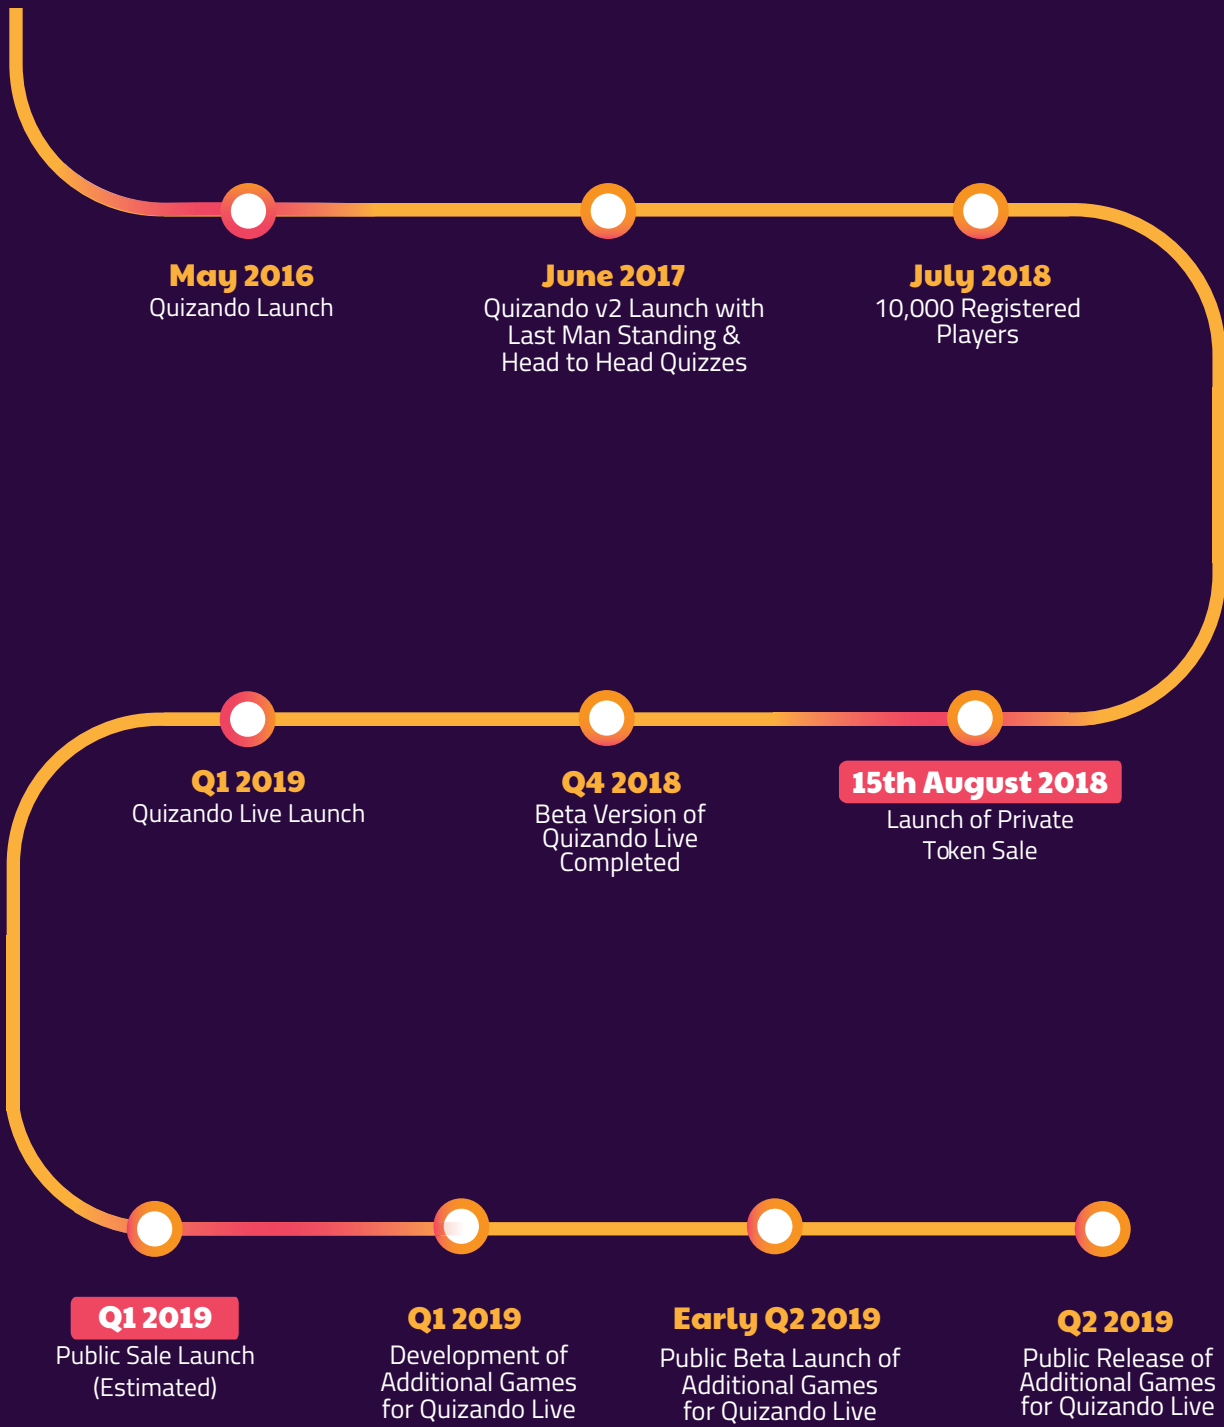 May 2016
Quizando Launch
June 2017
Quizando v2 Launch with
Last Man Standing &
Head to Head Quizzes
July 2018
10,000 Registered
Players
15th August 2018
Launch of Private
Token Sale
Q4 2018
Beta Version of
Quizando Live
Completed
Q1 2019
Quizando Live Launch
Q1 2019
Public Sale Launch
(Estimated)
Q1 2019
Development of
Additional Games
for Quizando Live
Early Q2 2019
Public Beta Launch of
Additional Games
for Quizando Live
Q2 2019
Public Release of
Additional Games
for Quizando Live